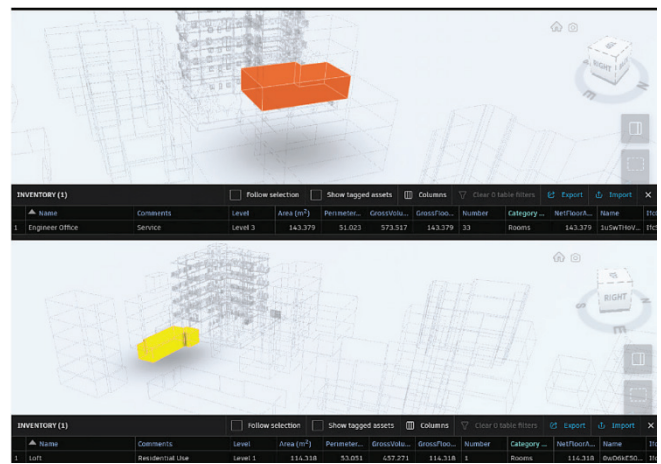 RIGHT
E
N
INVENTORY (1) Follow selection Show tagged assets Columns Clear 0 table filters Export Import
Name Comments Level Area (m²) Perimeter... GrossVolu... GrossFloo... Number Category ... NetFloorA... Name
1 Engineer Office Service Level 3 143.379 51.023 573.517 143.379 33 Rooms 143.379
RIGHT
S
E
INVENTORY (1) Follow selection Show tagged assets Columns Clear 0 table filters Export Import
Name Comments Level Area (m²) Perimeter... GrossVolu... GrossFloo... Number Category ... NetFloorA... Name
1 Loft Residential Use Level 1 114.318 53.051 457.271 114.318 1 Rooms 114.318